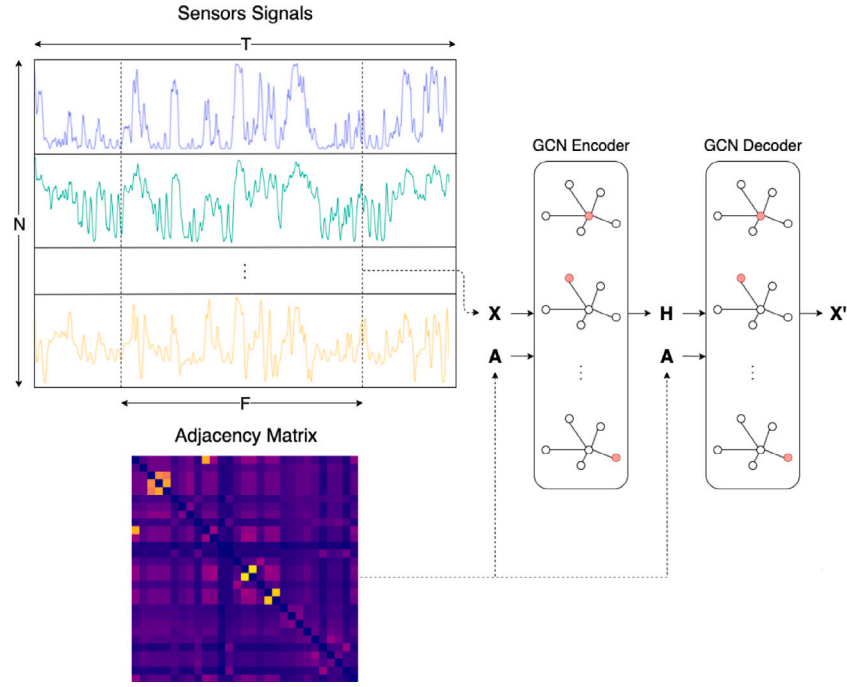 Sensors Signals
T
N
⋮
F
GCN Encoder
GCN Decoder
X
H
X'
A
A
⋮
⋮
Adjacency Matrix